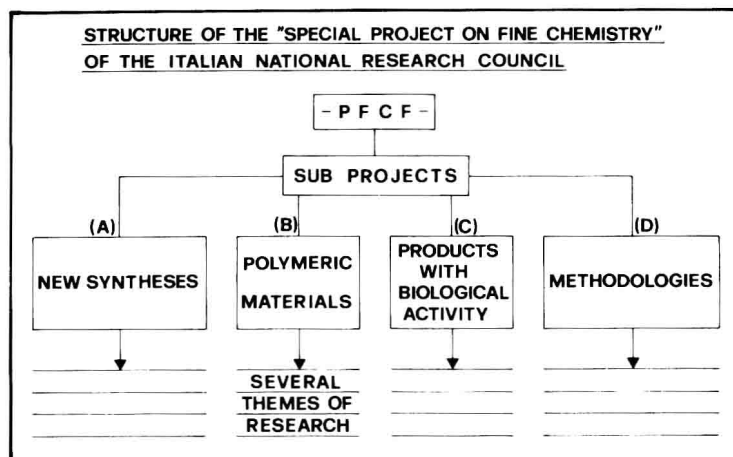 STRUCTURE OF THE "SPECIAL PROJECT ON FINE CHEMISTRY"
OF THE ITALIAN NATIONAL RESEARCH COUNCIL
- P F C F -
SUB PROJECTS
(A)
NEW SYNTHESES
(B)
POLYMERIC
MATERIALS
(C)
PRODUCTS
WITH
BIOLOGICAL
ACTIVITY
(D)
METHODOLOGIES
SEVERAL
THEMES OF
RESEARCH